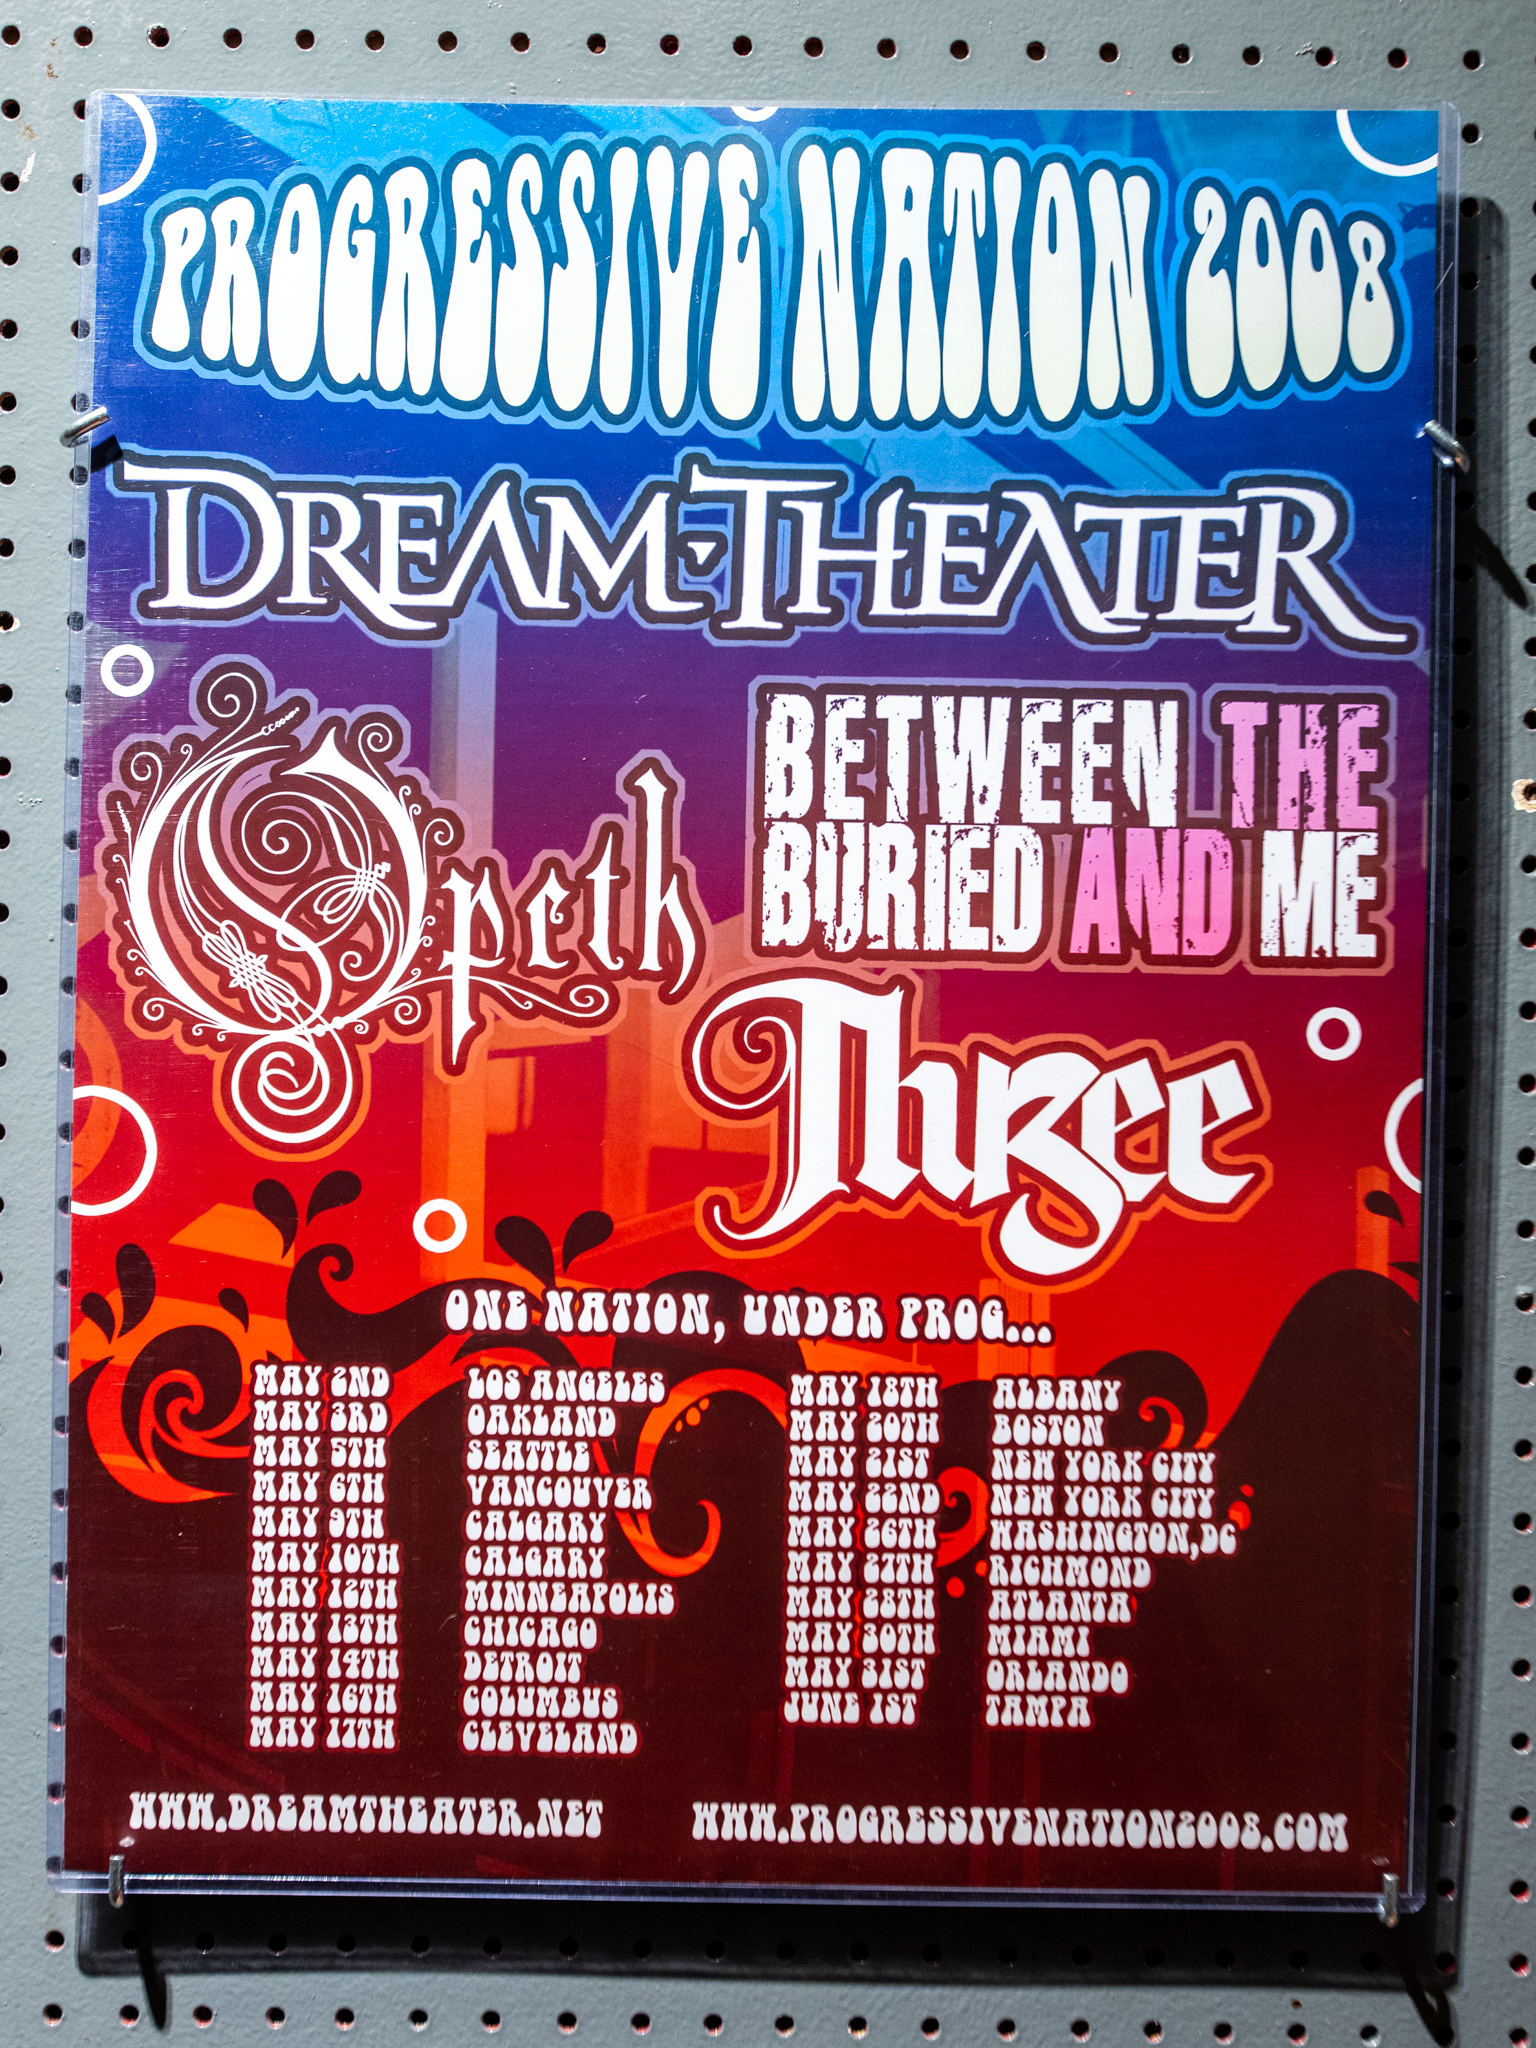 PROGRESSIVE NATION 2008
DREAM THEATER
Opeth
BETWEEN THE
BURIED AND ME
Three
ONE NATION, UNDER PROG...
MAY 2ND LOS ANGELES
MAY 3RD OAKLAND
MAY 5TH SEATTLE
MAY 6TH VANCOUVER
MAY 9TH CALGARY
MAY 10TH CALGARY
MAY 12TH MINNEAPOLIS
MAY 13TH CHICAGO
MAY 14TH DETROIT
MAY 16TH COLUMBUS
MAY 17TH CLEVELAND
MAY 18TH ALBANY
MAY 20TH BOSTON
MAY 21ST NEW YORK CITY
MAY 22ND NEW YORK CITY
MAY 26TH WASHINGTON,DC
MAY 27TH RICHMOND
MAY 28TH ATLANTA
MAY 30TH MIAMI
MAY 31ST ORLANDO
JUNE 1ST TAMPA
WWW.DREAMTHEATER.NET
WWW.PROGRESSIVENATION2008.COM